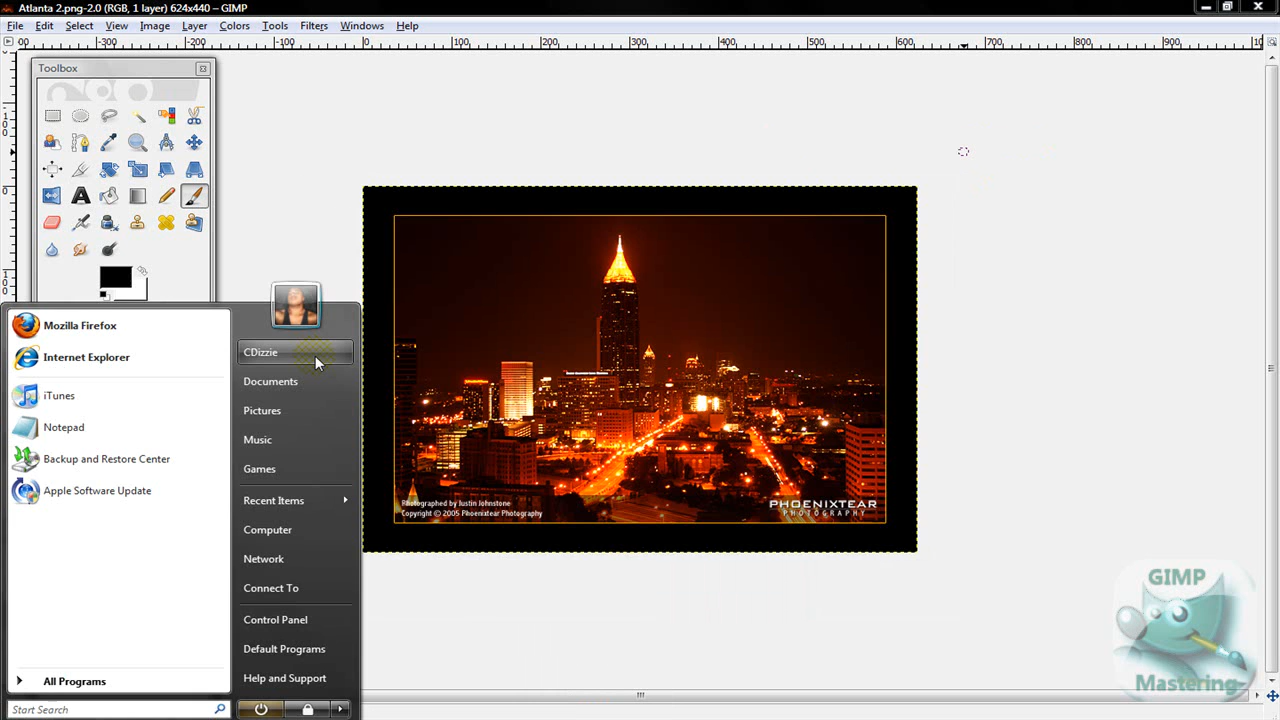 Atlanta 2.png-2.0 (RGB, 1 layer) 624x440 – GIMP
File Edit Select View Image Layer Colors Tools Filters Windows Help
00 -300 -200 -100 0 100 200 300 400 500 600 700 800 900 10
Toolbox
Mozilla Firefox
Internet Explorer
iTunes
Notepad
Backup and Restore Center
Apple Software Update
All Programs
Start Search
CDizzie
Documents
Pictures
Music
Games
Recent Items
Computer
Network
Connect To
Control Panel
Default Programs
Help and Support
Photographed by Justin Johnstone
Copyright © 2005 Phoenixtear Photography
PHOENIXTEAR
PHOTOGRAPHY
GIMP
Mastering